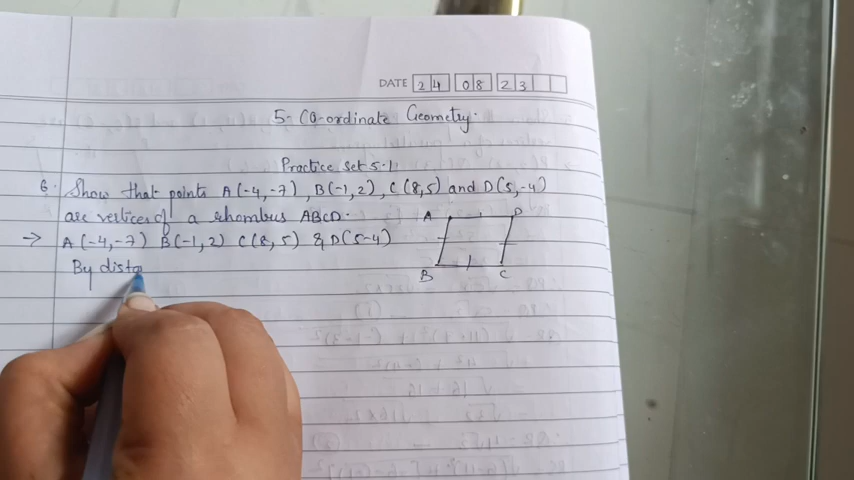 DATE 24 08 23
5- Co-ordinate Geometry.
Practice Set 5.1
6. Show that points A(-4,-7), B(-1,2), C(8,5) and D(5,-4)
are vertices of a rhombus ABCD.
A D
-> A(-4,-7) B(-1,2) C(8,5) & D(5-4)
By dista
B C